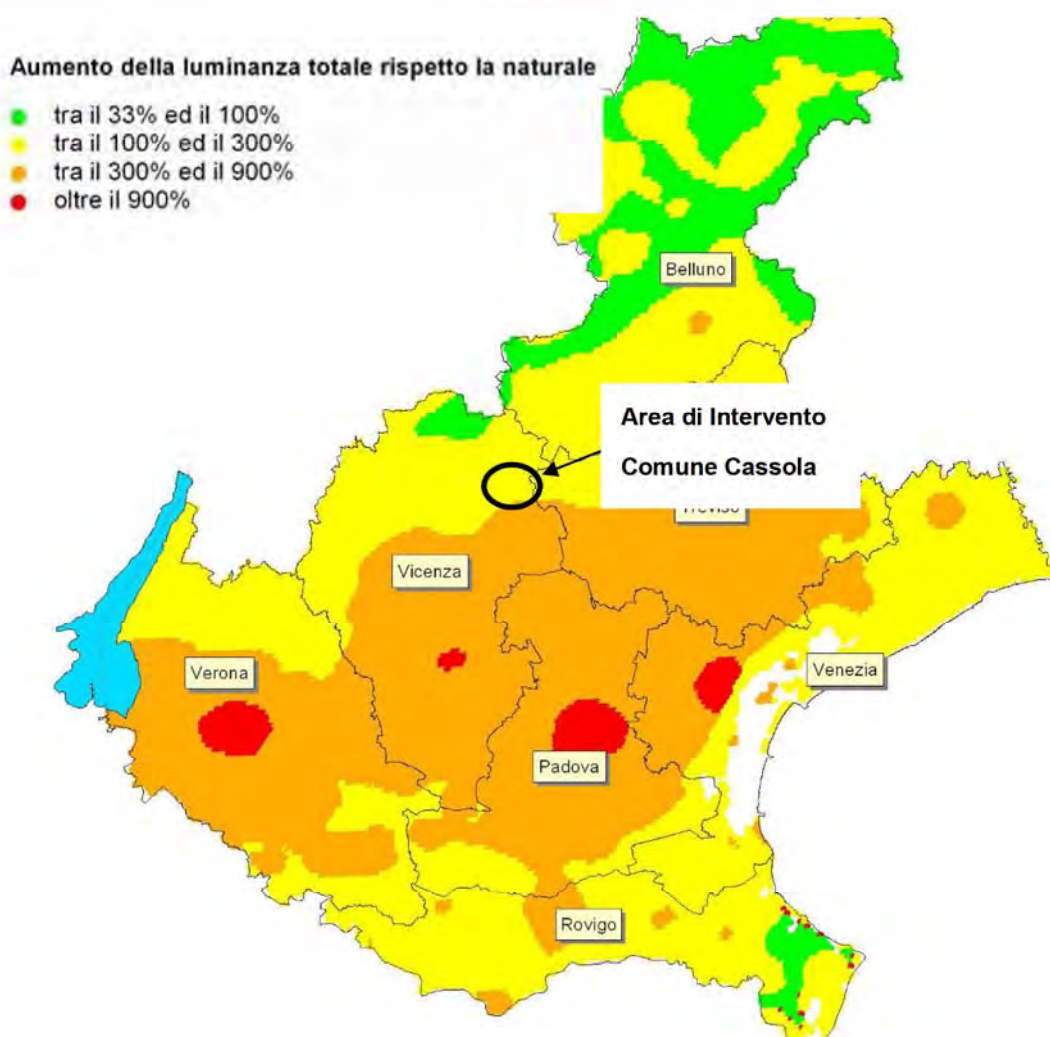 Aumento della luminanza totale rispetto la naturale
tra il 33% ed il 100%
tra il 100% ed il 300%
tra il 300% ed il 900%
oltre il 900%
Belluno
Area di Intervento
Comune Cassola
Treviso
Vicenza
Verona
Venezia
Padova
Rovigo